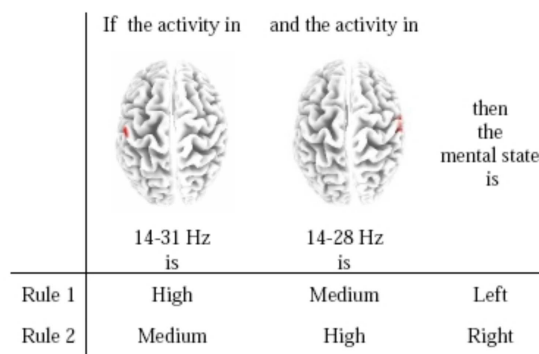 If the activity in and the activity in
then
the
mental state
is
14-31 Hz 14-28 Hz
is is
Rule 1 High Medium Left
Rule 2 Medium High Right